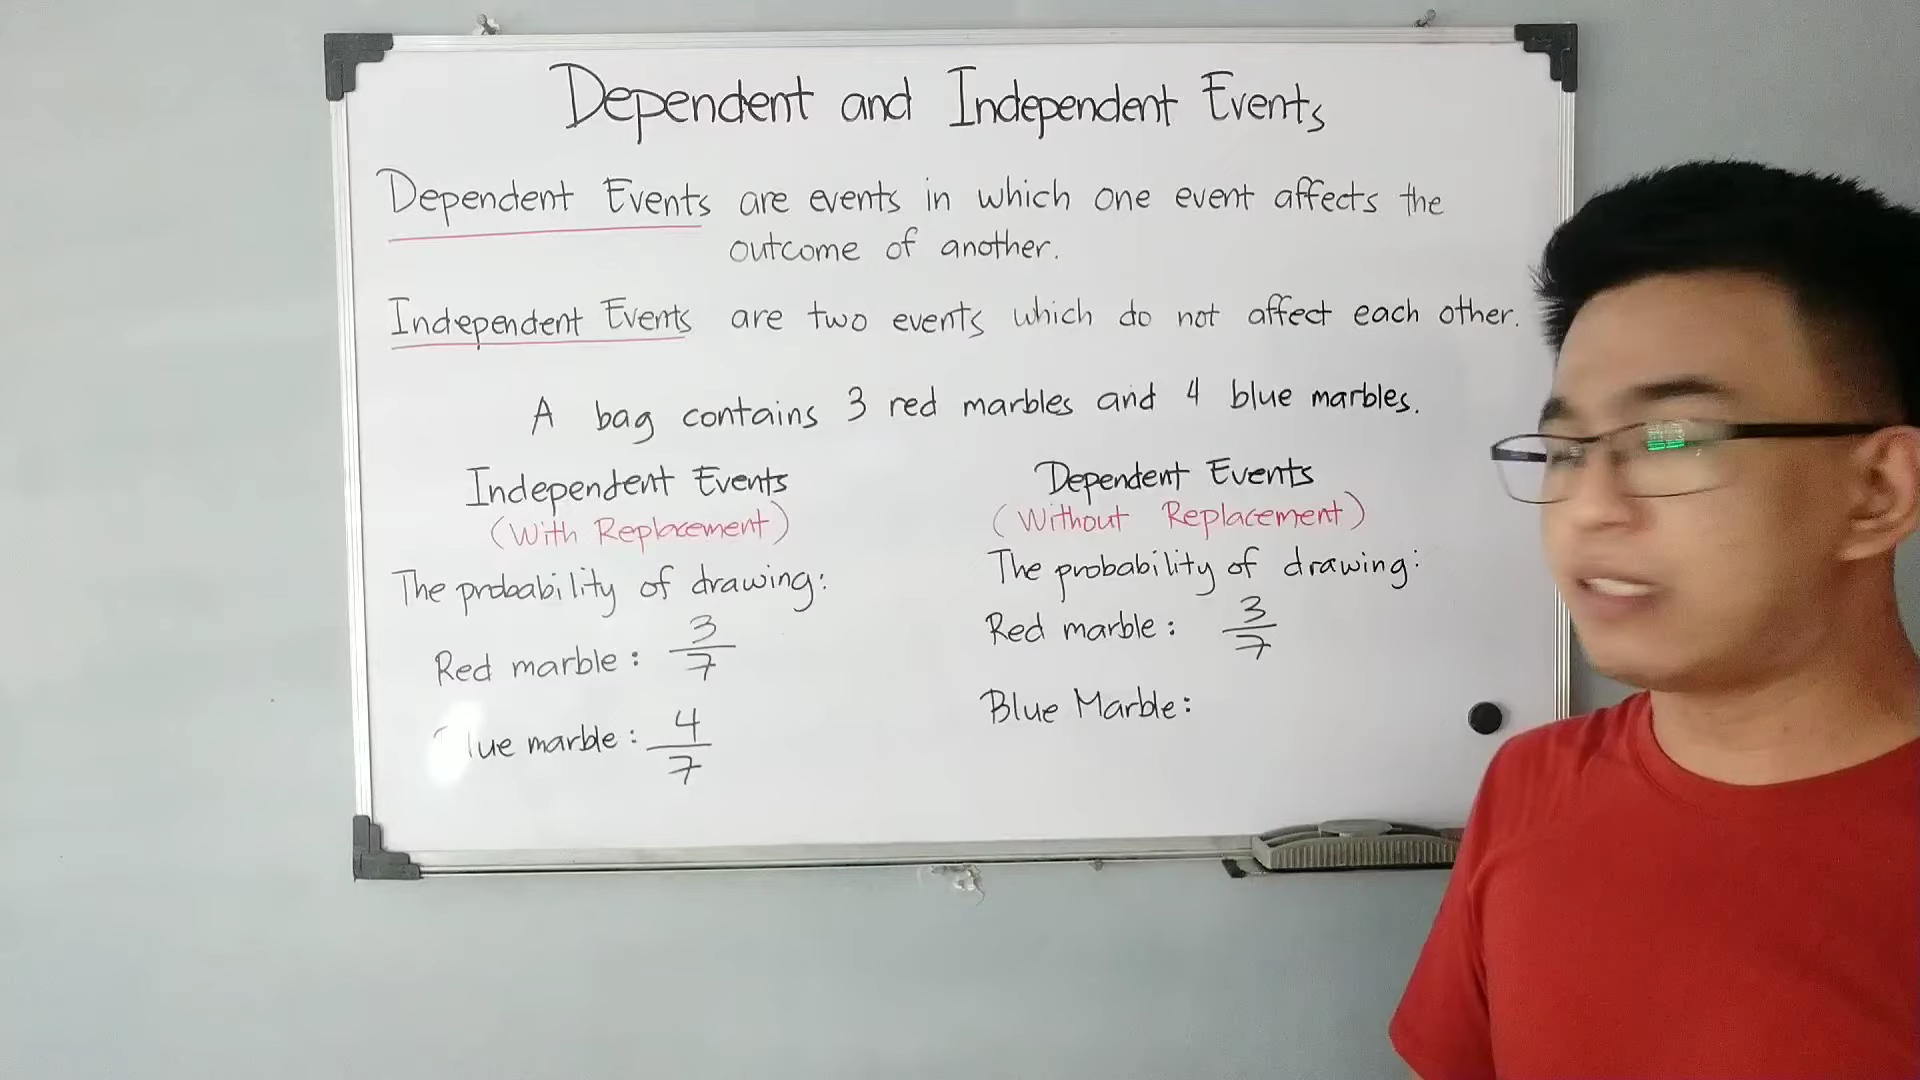 Dependent and Independent Events
Dependent Events are events in which one event affects the
outcome of another.
Independent Events are two events which do not affect each other.
A bag contains 3 red marbles and 4 blue marbles.
Independent Events
(With Replacement)
The probability of drawing:
Red marble: 3/7
lue marble: 4/7
Dependent Events
(Without Replacement)
The probability of drawing:
Red marble: 3/7
Blue Marble: